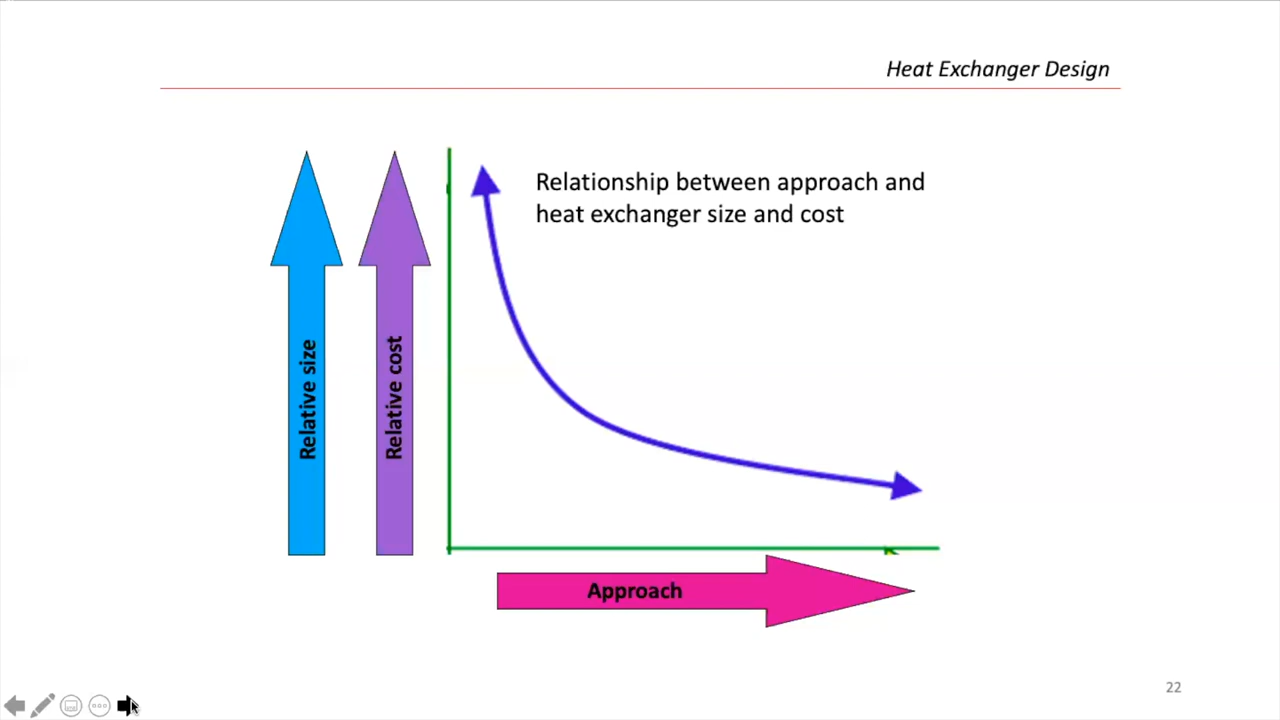 Heat Exchanger Design
Relationship between approach and
heat exchanger size and cost
Relative size
Relative cost
Approach
22